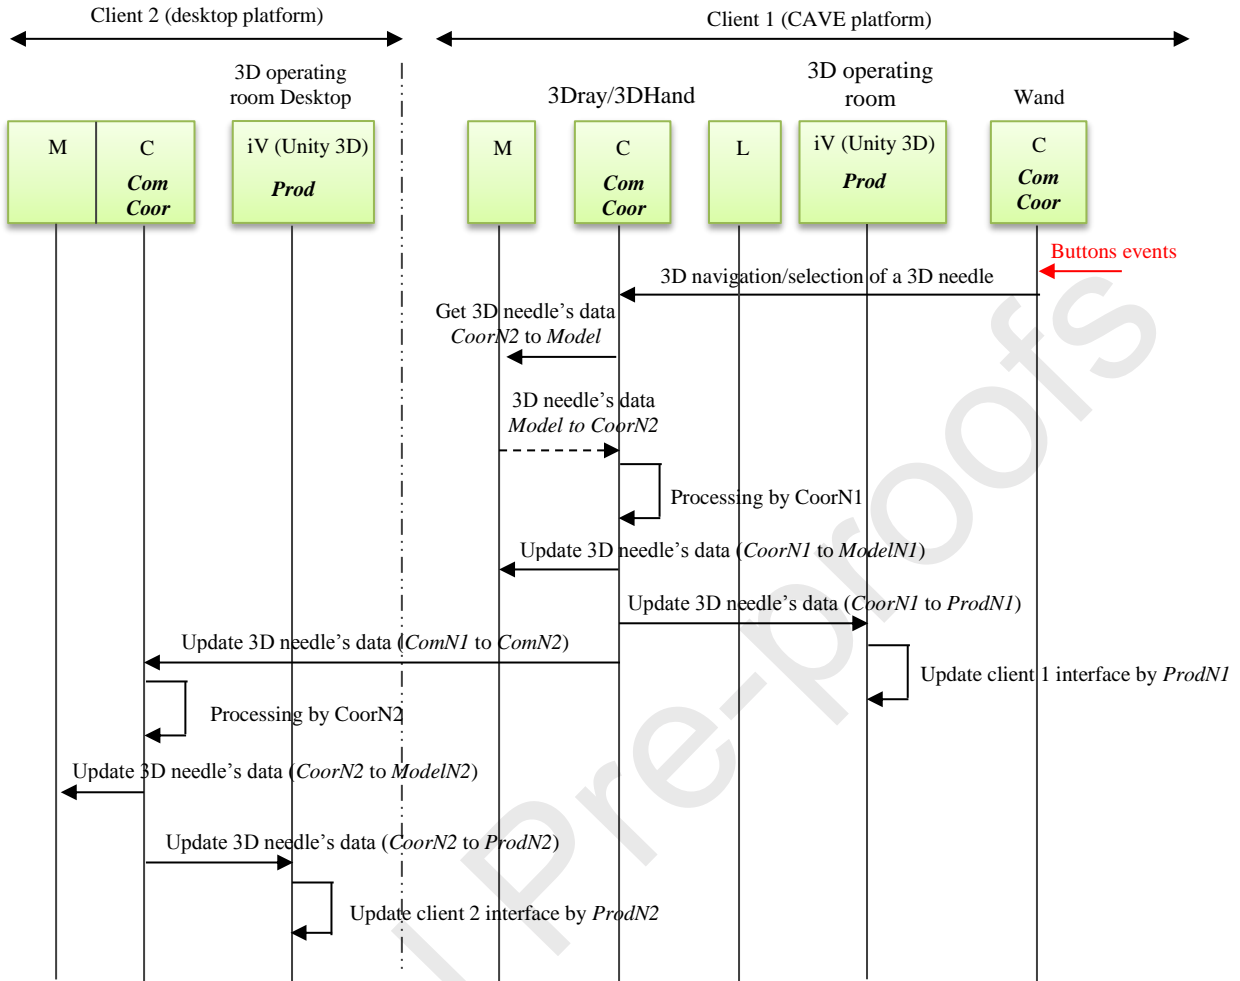 Client 2 (desktop platform)
Client 1 (CAVE platform)
3D operating
room Desktop
3Dray/3DHand
3D operating
room
Wand
M
C
Com
Coor
iV (Unity 3D)
Prod
M
C
Com
Coor
L
iV (Unity 3D)
Prod
C
Com
Coor
Buttons events
3D navigation/selection of a 3D needle
Get 3D needle’s data
CoorN2 to Model
3D needle’s data
Model to CoorN2
Processing by CoorN1
Update 3D needle’s data (CoorN1 to ModelN1)
Update 3D needle’s data (CoorN1 to ProdN1)
Update 3D needle’s data (ComN1 to ComN2)
Update client 1 interface by ProdN1
Processing by CoorN2
Update 3D needle’s data (CoorN2 to ModelN2)
Update 3D needle’s data (CoorN2 to ProdN2)
Update client 2 interface by ProdN2
Pre-proofs